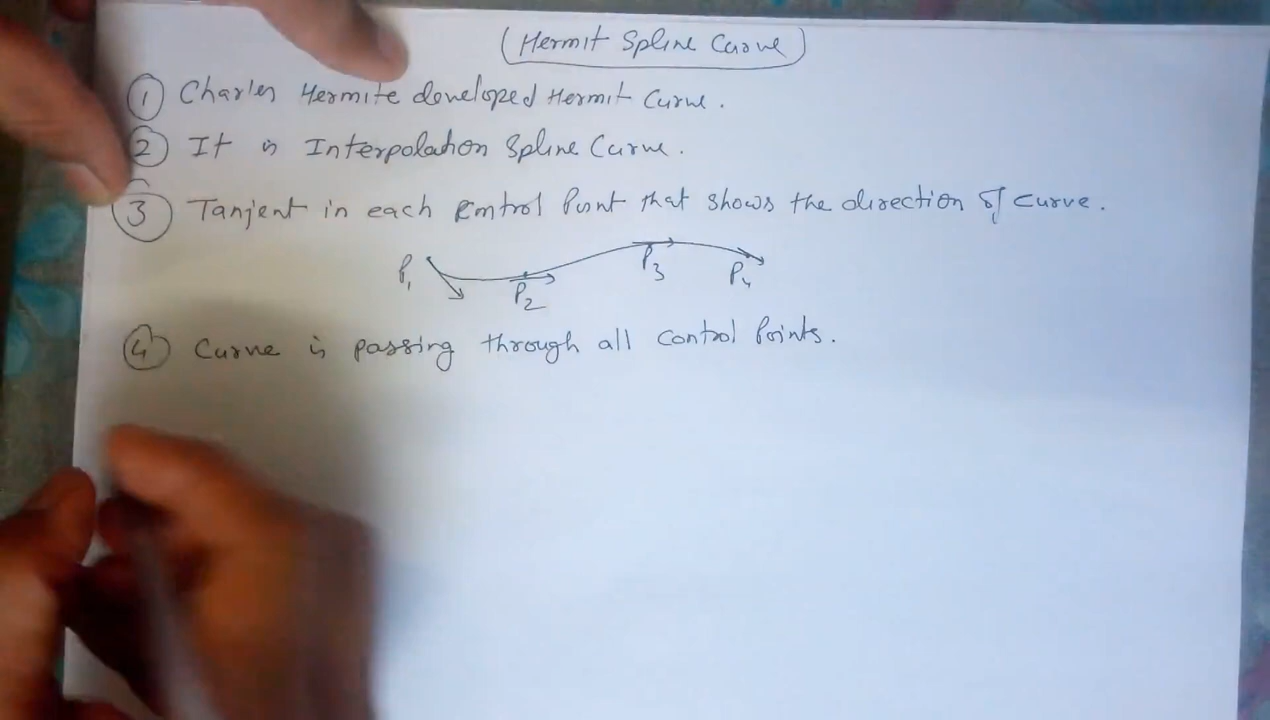 (Hermit Spline Curve)
① Charles Hermite developed Hermit Curve.
② It is Interpolation Spline Curve.
③ Tanjent in each Control Point that shows the direction of curve.
P1 P2 P3 P4
④ Curve is passing through all Control Points.